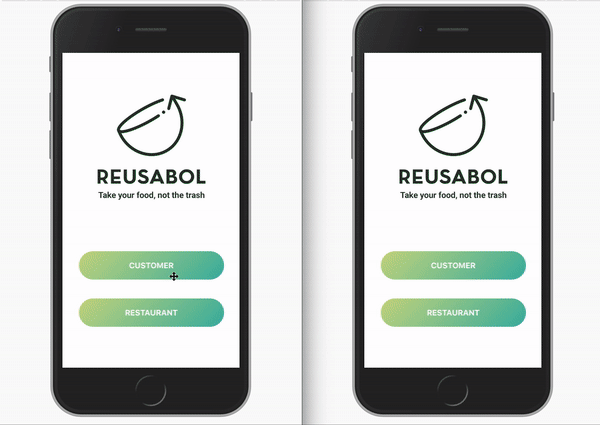 REUSABOL
Take your food, not the trash
CUSTOMER
RESTAURANT
REUSABOL
Take your food, not the trash
CUSTOMER
RESTAURANT